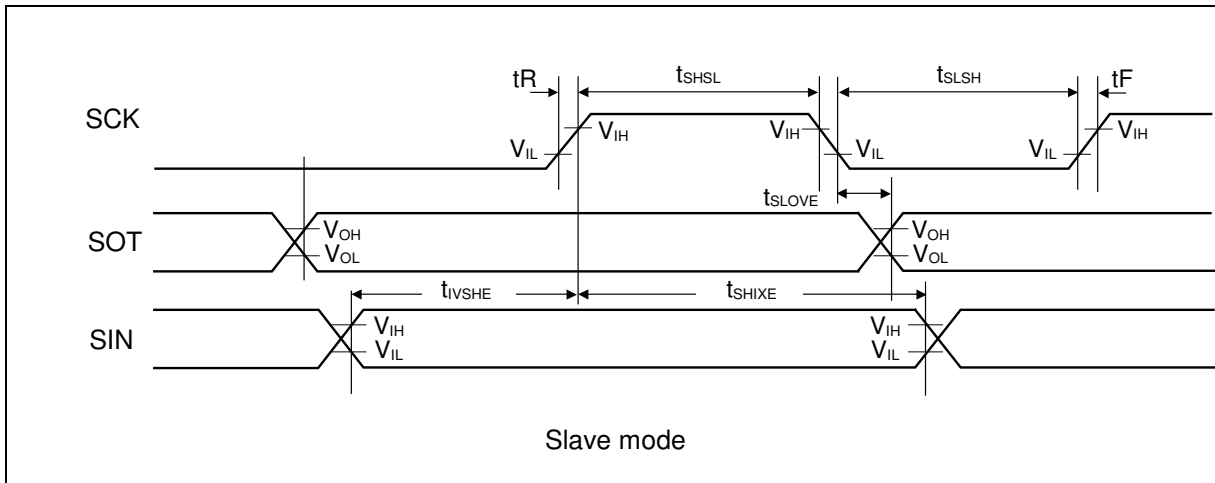 tR tSHSL tSLSH tF
SCK
VIH VIH VIH
VIL VIL VIL
tSLOVE
SOT
VOH VOH
VOL VOL
tIVSHE tSHIXE
SIN
VIH VIH
VIL VIL
Slave mode